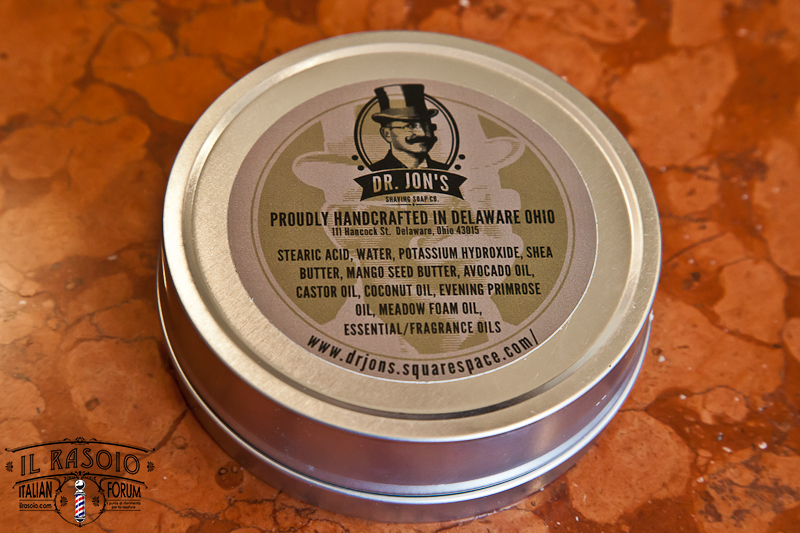 DR. JON'S
SHAVING SOAP CO.
PROUDLY HANDCRAFTED IN DELAWARE OHIO
111 Hancock St. Delaware, Ohio 43015
STEARIC ACID, WATER, POTASSIUM HYDROXIDE, SHEA
BUTTER, MANGO SEED BUTTER, AVOCADO OIL,
CASTOR OIL, COCONUT OIL, EVENING PRIMROSE
OIL, MEADOW FOAM OIL,
ESSENTIAL/FRAGRANCE OILS
www.drjons.squarespace.com/
IL RASOIO
ITALIAN FORUM
ilrasoio.com